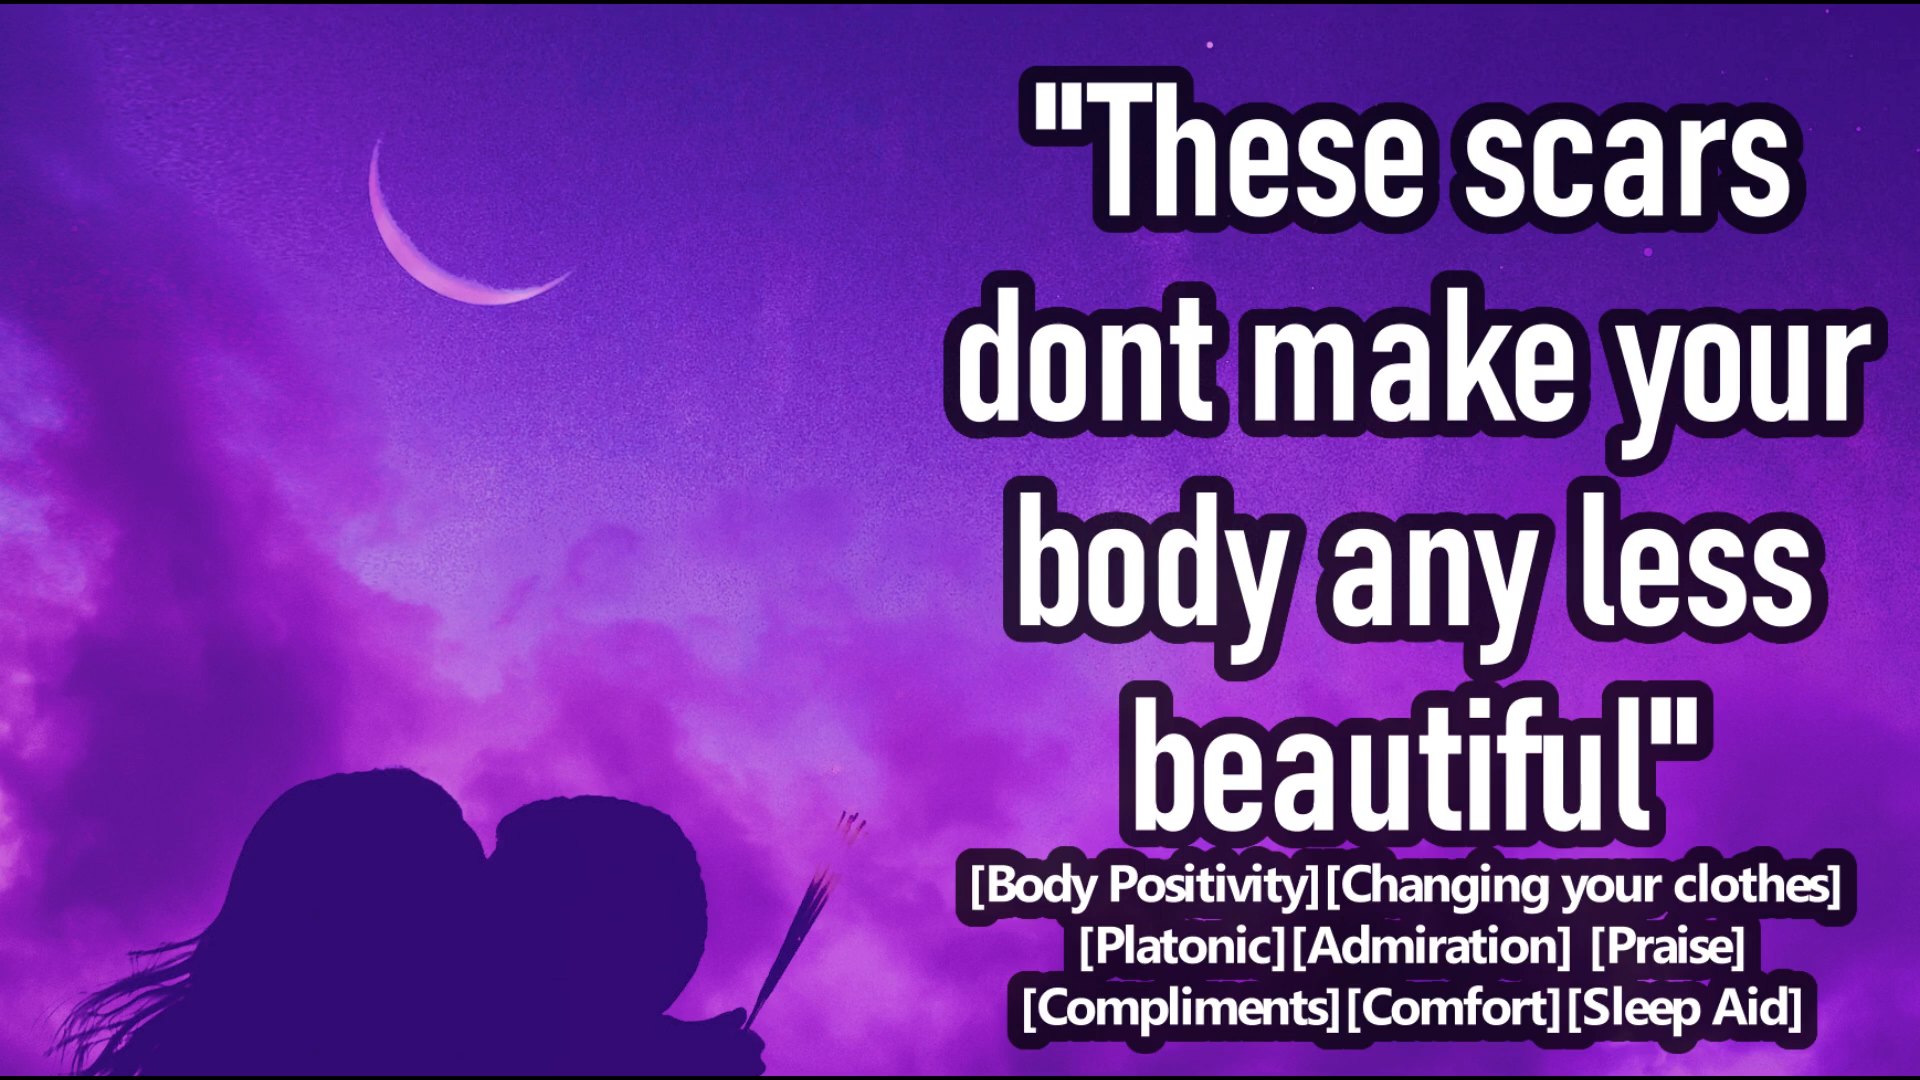 "These scars
dont make your
body any less
beautiful"
[Body Positivity][Changing your clothes]
[Platonic][Admiration] [Praise]
[Compliments][Comfort][Sleep Aid]